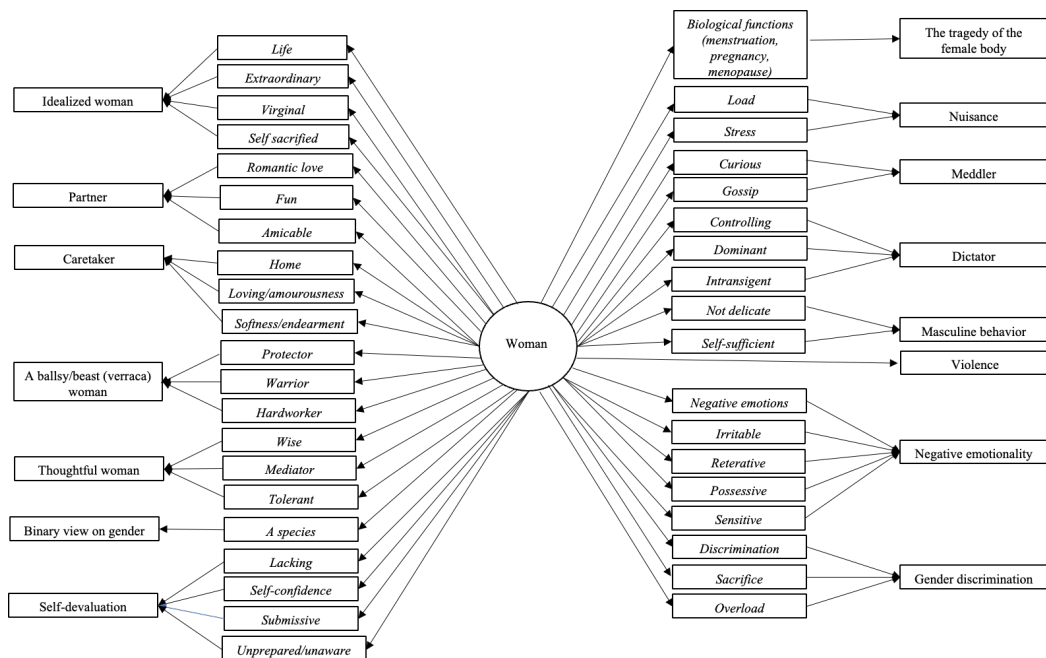 Idealized woman
Life
Extraordinary
Virginal
Self sacrified
Partner
Romantic love
Fun
Amicable
Caretaker
Home
Loving/amourousness
Softness/endearment
A ballsy/beast (verraca)
woman
Protector
Warrior
Hardworker
Thoughtful woman
Wise
Mediator
Tolerant
Binary view on gender
A species
Self-devaluation
Lacking
Self-confidence
Submissive
Unprepared/unaware
Woman
Biological functions
(menstruation,
pregnancy,
menopause)
The tragedy of the
female body
Load
Stress
Nuisance
Curious
Gossip
Meddler
Controlling
Dominant
Intransigent
Dictator
Not delicate
Self-sufficient
Masculine behavior
Violence
Negative emotions
Irritable
Reterative
Possessive
Sensitive
Negative emotionality
Discrimination
Sacrifice
Overload
Gender discrimination